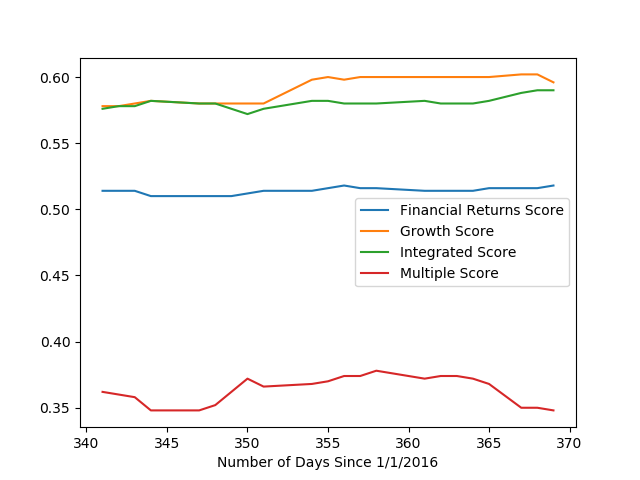 0.60
0.55
0.50
0.45
0.40
0.35
Financial Returns Score
Growth Score
Integrated Score
Multiple Score
340 345 350 355 360 365 370
Number of Days Since 1/1/2016